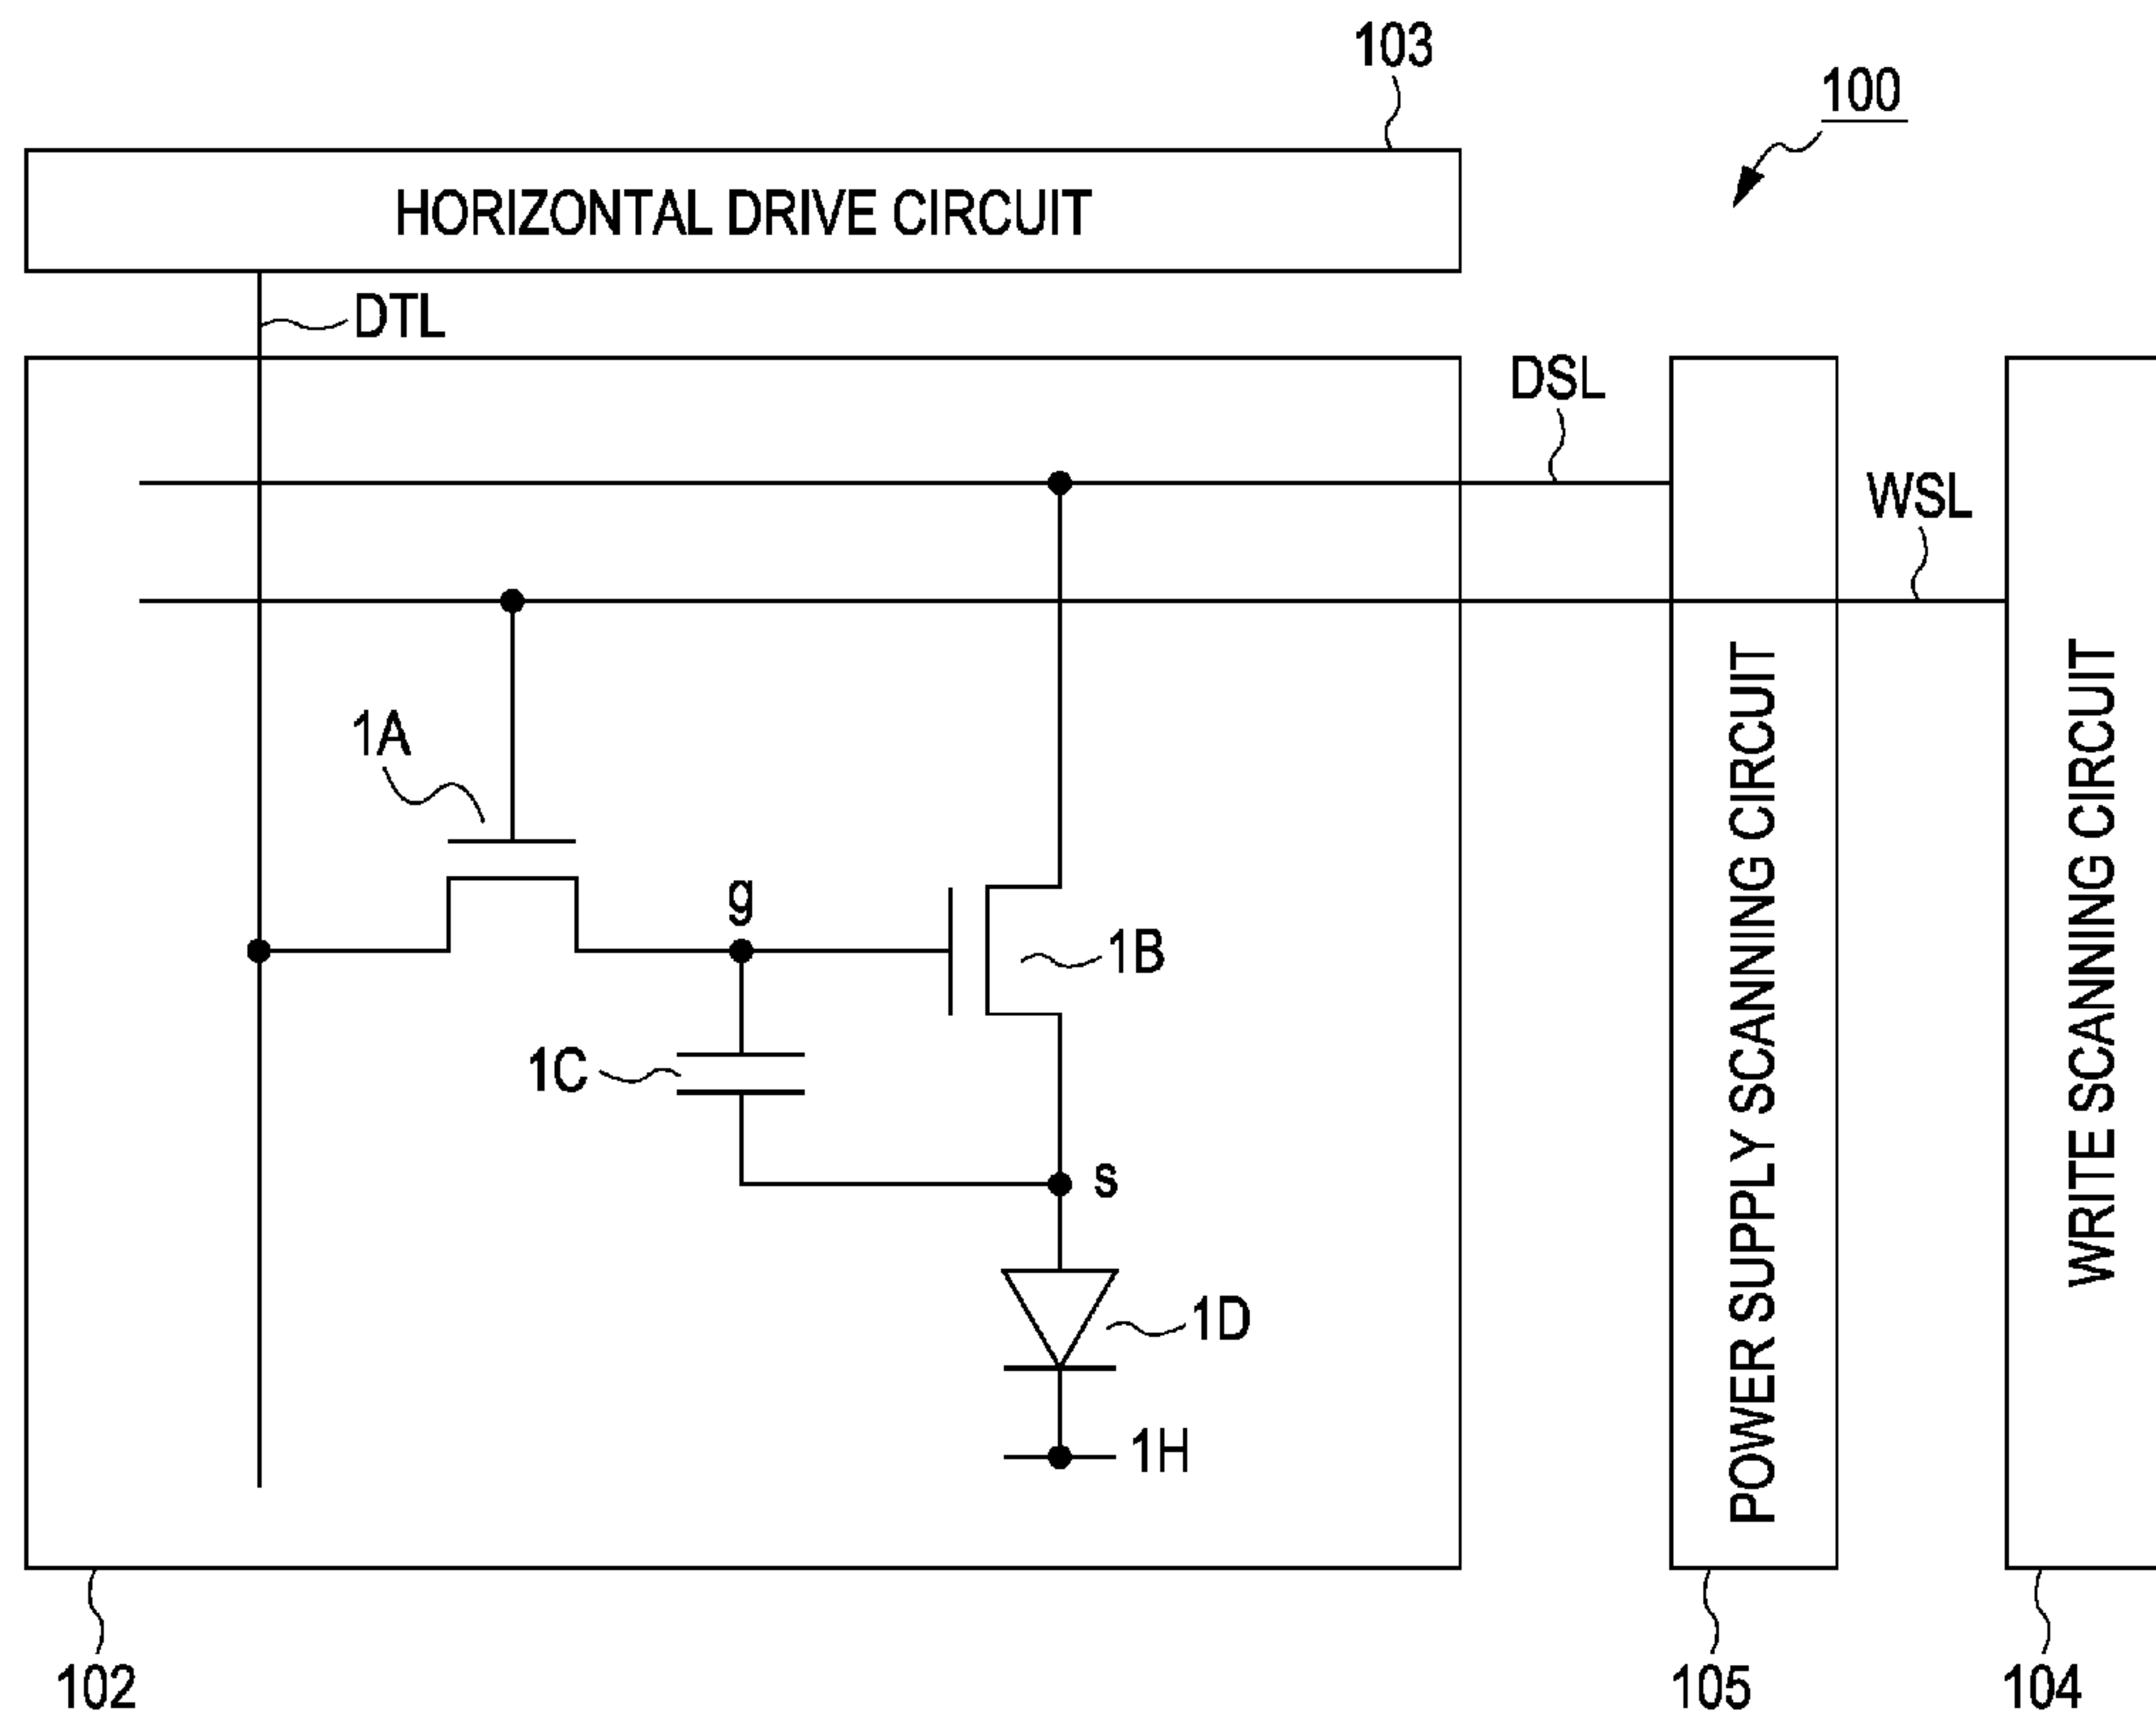 103
100
HORIZONTAL DRIVE CIRCUIT
DTL
DSL
WSL
1A
g
1B
1C
s
1D
1H
POWER SUPPLY SCANNING CIRCUIT
WRITE SCANNING CIRCUIT
102
105
104